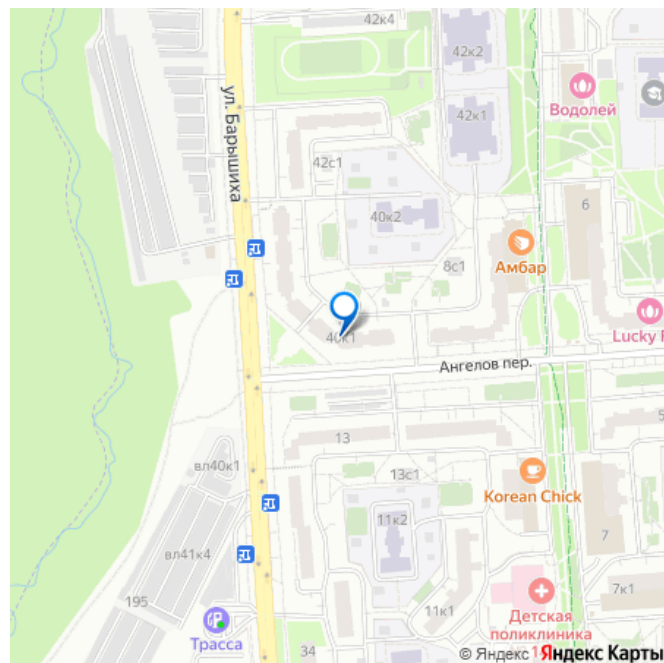 42к4
42к2
Водолей
ул. Барышиха
42к1
42с1
40к2
6
Амбар
8с1
40к1
Lucky F
Ангелов пер.
5
13
вл40к1
13с1
Korean Chick
11к2
7
вл41к4
7к1
195
11к1
Детская
поликлиника
Трасса
34
© Яндекс
Яндекс Карты